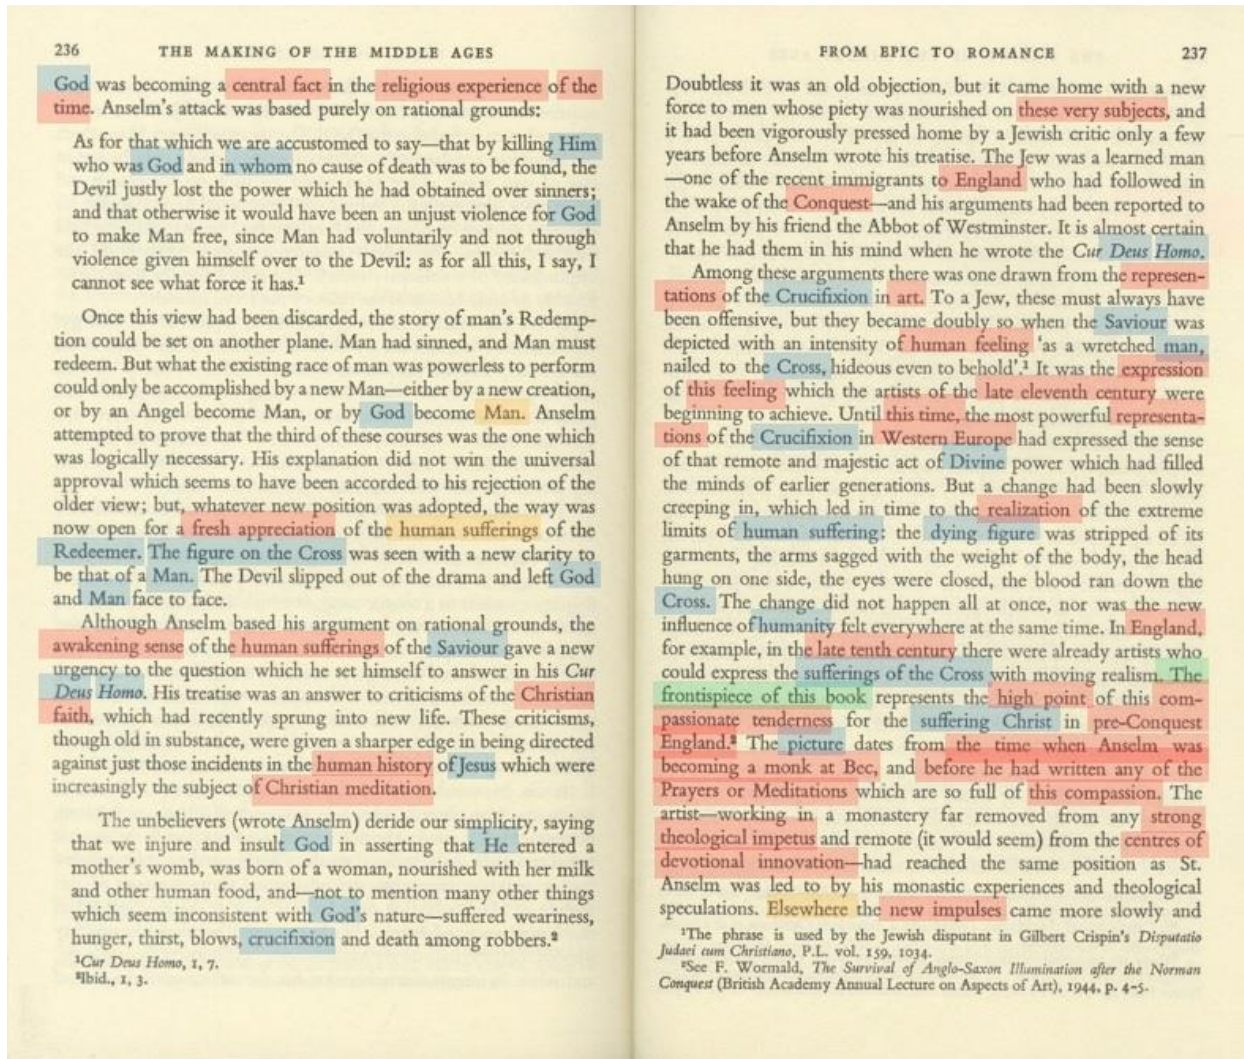 236 THE MAKING OF THE MIDDLE AGES
God was becoming a central fact in the religious experience of the
time. Anselm's attack was based purely on rational grounds:
As for that which we are accustomed to say—that by killing Him
who was God and in whom no cause of death was to be found, the
Devil justly lost the power which he had obtained over sinners;
and that otherwise it would have been an unjust violence for God
to make Man free, since Man had voluntarily and not through
violence given himself over to the Devil: as for all this, I say, I
cannot see what force it has.¹
Once this view had been discarded, the story of man's Redemp-
tion could be set on another plane. Man had sinned, and Man must
redeem. But what the existing race of man was powerless to perform
could only be accomplished by a new Man—either by a new creation,
or by an Angel become Man, or by God become Man. Anselm
attempted to prove that the third of these courses was the one which
was logically necessary. His explanation did not win the universal
approval which seems to have been accorded to his rejection of the
older view; but, whatever new position was adopted, the way was
now open for a fresh appreciation of the human sufferings of the
Redeemer. The figure on the Cross was seen with a new clarity to
be that of a Man. The Devil slipped out of the drama and left God
and Man face to face.
Although Anselm based his argument on rational grounds, the
awakening sense of the human sufferings of the Saviour gave a new
urgency to the question which he set himself to answer in his Cur
Deus Homo. His treatise was an answer to criticisms of the Christian
faith, which had recently sprung into new life. These criticisms,
though old in substance, were given a sharper edge in being directed
against just those incidents in the human history of Jesus which were
increasingly the subject of Christian meditation.
The unbelievers (wrote Anselm) deride our simplicity, saying
that we injure and insult God in asserting that He entered a
mother's womb, was born of a woman, nourished with her milk
and other human food, and—not to mention many other things
which seem inconsistent with God's nature—suffered weariness,
hunger, thirst, blows, crucifixion and death among robbers.²
¹Cur Deus Homo, 1, 7.
²Ibid., 1, 3.
FROM EPIC TO ROMANCE 237
Doubtless it was an old objection, but it came home with a new
force to men whose piety was nourished on these very subjects, and
it had been vigorously pressed home by a Jewish critic only a few
years before Anselm wrote his treatise. The Jew was a learned man
—one of the recent immigrants to England who had followed in
the wake of the Conquest—and his arguments had been reported to
Anselm by his friend the Abbot of Westminster. It is almost certain
that he had them in his mind when he wrote the Cur Deus Homo.
Among these arguments there was one drawn from the represen-
tations of the Crucifixion in art. To a Jew, these must always have
been offensive, but they became doubly so when the Saviour was
depicted with an intensity of human feeling 'as a wretched man,
nailed to the Cross, hideous even to behold'.¹ It was the expression
of this feeling which the artists of the late eleventh century were
beginning to achieve. Until this time, the most powerful representa-
tions of the Crucifixion in Western Europe had expressed the sense
of that remote and majestic act of Divine power which had filled
the minds of earlier generations. But a change had been slowly
creeping in, which led in time to the realization of the extreme
limits of human suffering: the dying figure was stripped of its
garments, the arms sagged with the weight of the body, the head
hung on one side, the eyes were closed, the blood ran down the
Cross. The change did not happen all at once, nor was the new
influence of humanity felt everywhere at the same time. In England,
for example, in the late tenth century there were already artists who
could express the sufferings of the Cross with moving realism. The
frontispiece of this book represents the high point of this com-
passionate tenderness for the suffering Christ in pre-Conquest
England.² The picture dates from the time when Anselm was
becoming a monk at Bec, and before he had written any of the
Prayers or Meditations which are so full of this compassion. The
artist—working in a monastery far removed from any strong
theological impetus and remote (it would seem) from the centres of
devotional innovation—had reached the same position as St.
Anselm was led to by his monastic experiences and theological
speculations. Elsewhere the new impulses came more slowly and
¹The phrase is used by the Jewish disputant in Gilbert Crispin's Disputatio
Judaei cum Christiano, P.L. vol. 159, 1034.
²See F. Wormald, The Survival of Anglo-Saxon Illumination after the Norman
Conquest (British Academy Annual Lecture on Aspects of Art), 1944, p. 4-5.